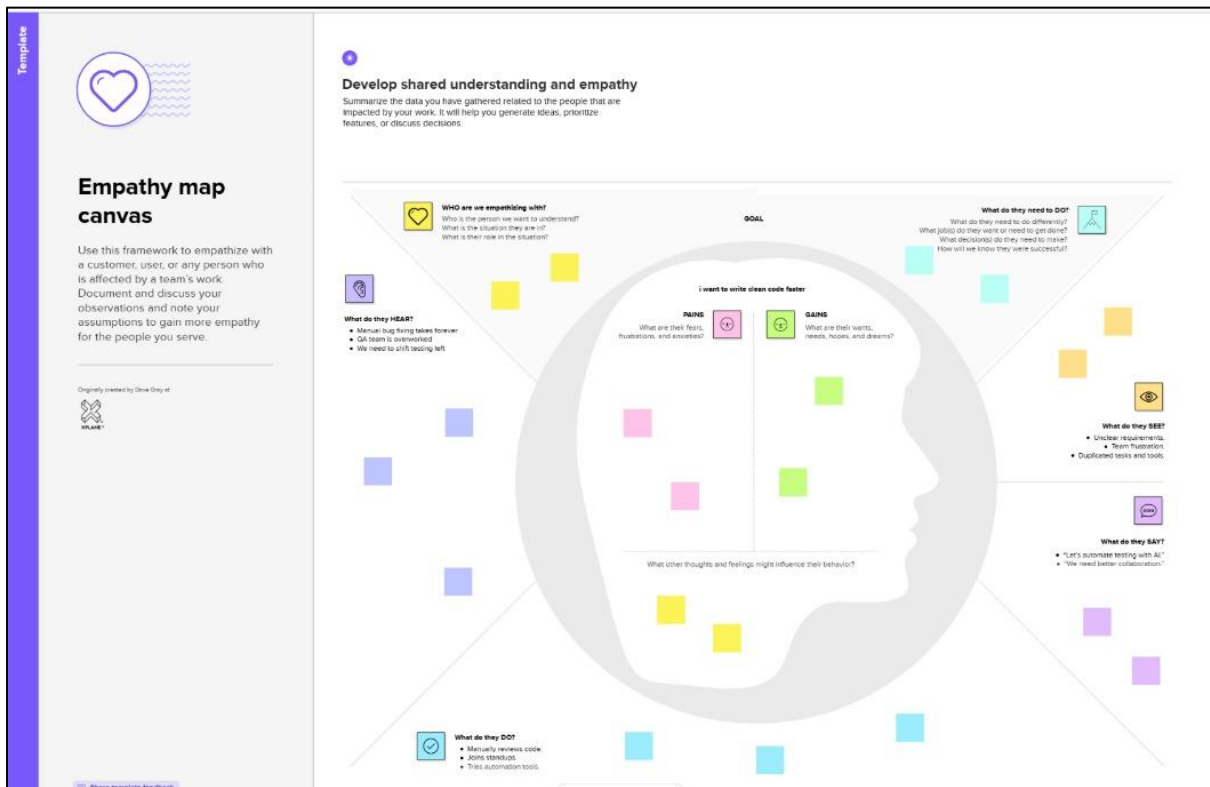 Template
Empathy map
canvas
Use this framework to empathize with
a customer, user, or any person who
is affected by a team's work.
Document and discuss your
observations and note your
assumptions to gain more empathy
for the people you serve.
Originally created by Dave Gray at
XPLANE
Share template feedback
Develop shared understanding and empathy
Summarize the data you have gathered related to the people that are
impacted by your work. It will help you generate ideas, prioritize
features, or discuss decisions.
WHO are we empathizing with?
Who is the person we want to understand?
What is the situation they are in?
What is their role in the situation?
GOAL
What do they need to DO?
What do they need to do differently?
What job(s) do they want or need to get done?
What decision(s) do they need to make?
How will we know they were successful?
i want to write clean code faster
What do they HEAR?
• Manual bug fixing takes forever
• QA team is overworked
• We need to shift testing left
PAINS
What are their fears,
frustrations, and anxieties?
GAINS
What are their wants,
needs, hopes, and dreams?
What do they SEE?
• Unclear requirements.
• Team frustration.
• Duplicated tasks and tools.
What do they SAY?
• "Let's automate testing with AI."
• "We need better collaboration."
What other thoughts and feelings might influence their behavior?
What do they DO?
• Manually reviews code.
• Joins standups.
• Tries automation tools.